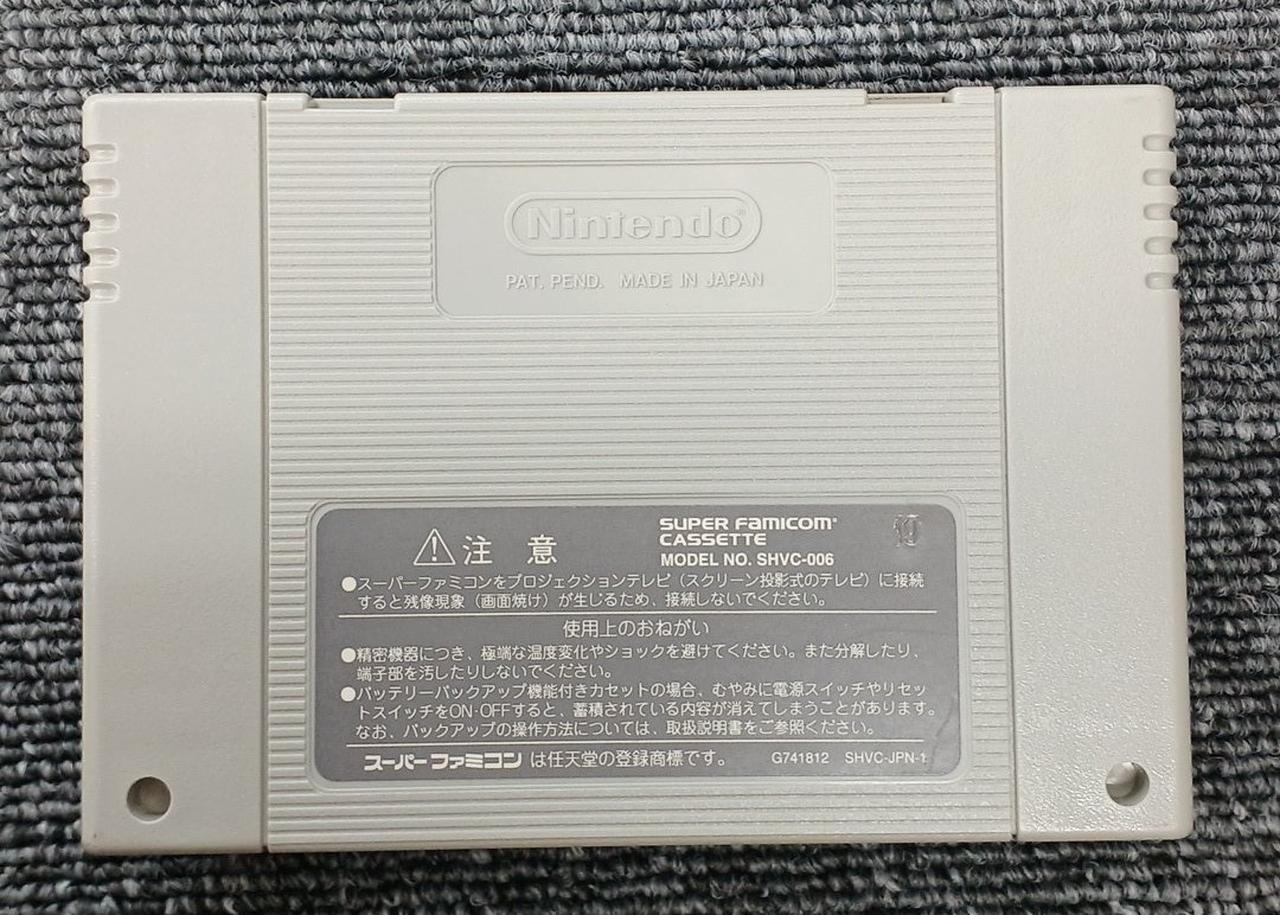 Nintendo®
PAT. PEND. MADE IN JAPAN
⚠注 意
SUPER FAMICOM®
CASSETTE
MODEL NO. SHVC-006
●スーパーファミコンをプロジェクションテレビ(スクリーン投影式のテレビ)に接続
すると残像現象(画面焼け)が生じるため、接続しないでください。
使用上のおねがい
●精密機器につき、極端な温度変化やショックを避けてください。また分解したり、
端子部を汚したりしないでください。
●バッテリーバックアップ機能付きカセットの場合、むやみに電源スイッチやリセッ
トスイッチをON・OFFすると、蓄積されている内容が消えてしまうことがあります。
なお、バックアップの操作方法については、取扱説明書をご参照ください。
スーパーファミコンは任天堂の登録商標です。 G741812 SHVC-JPN-1